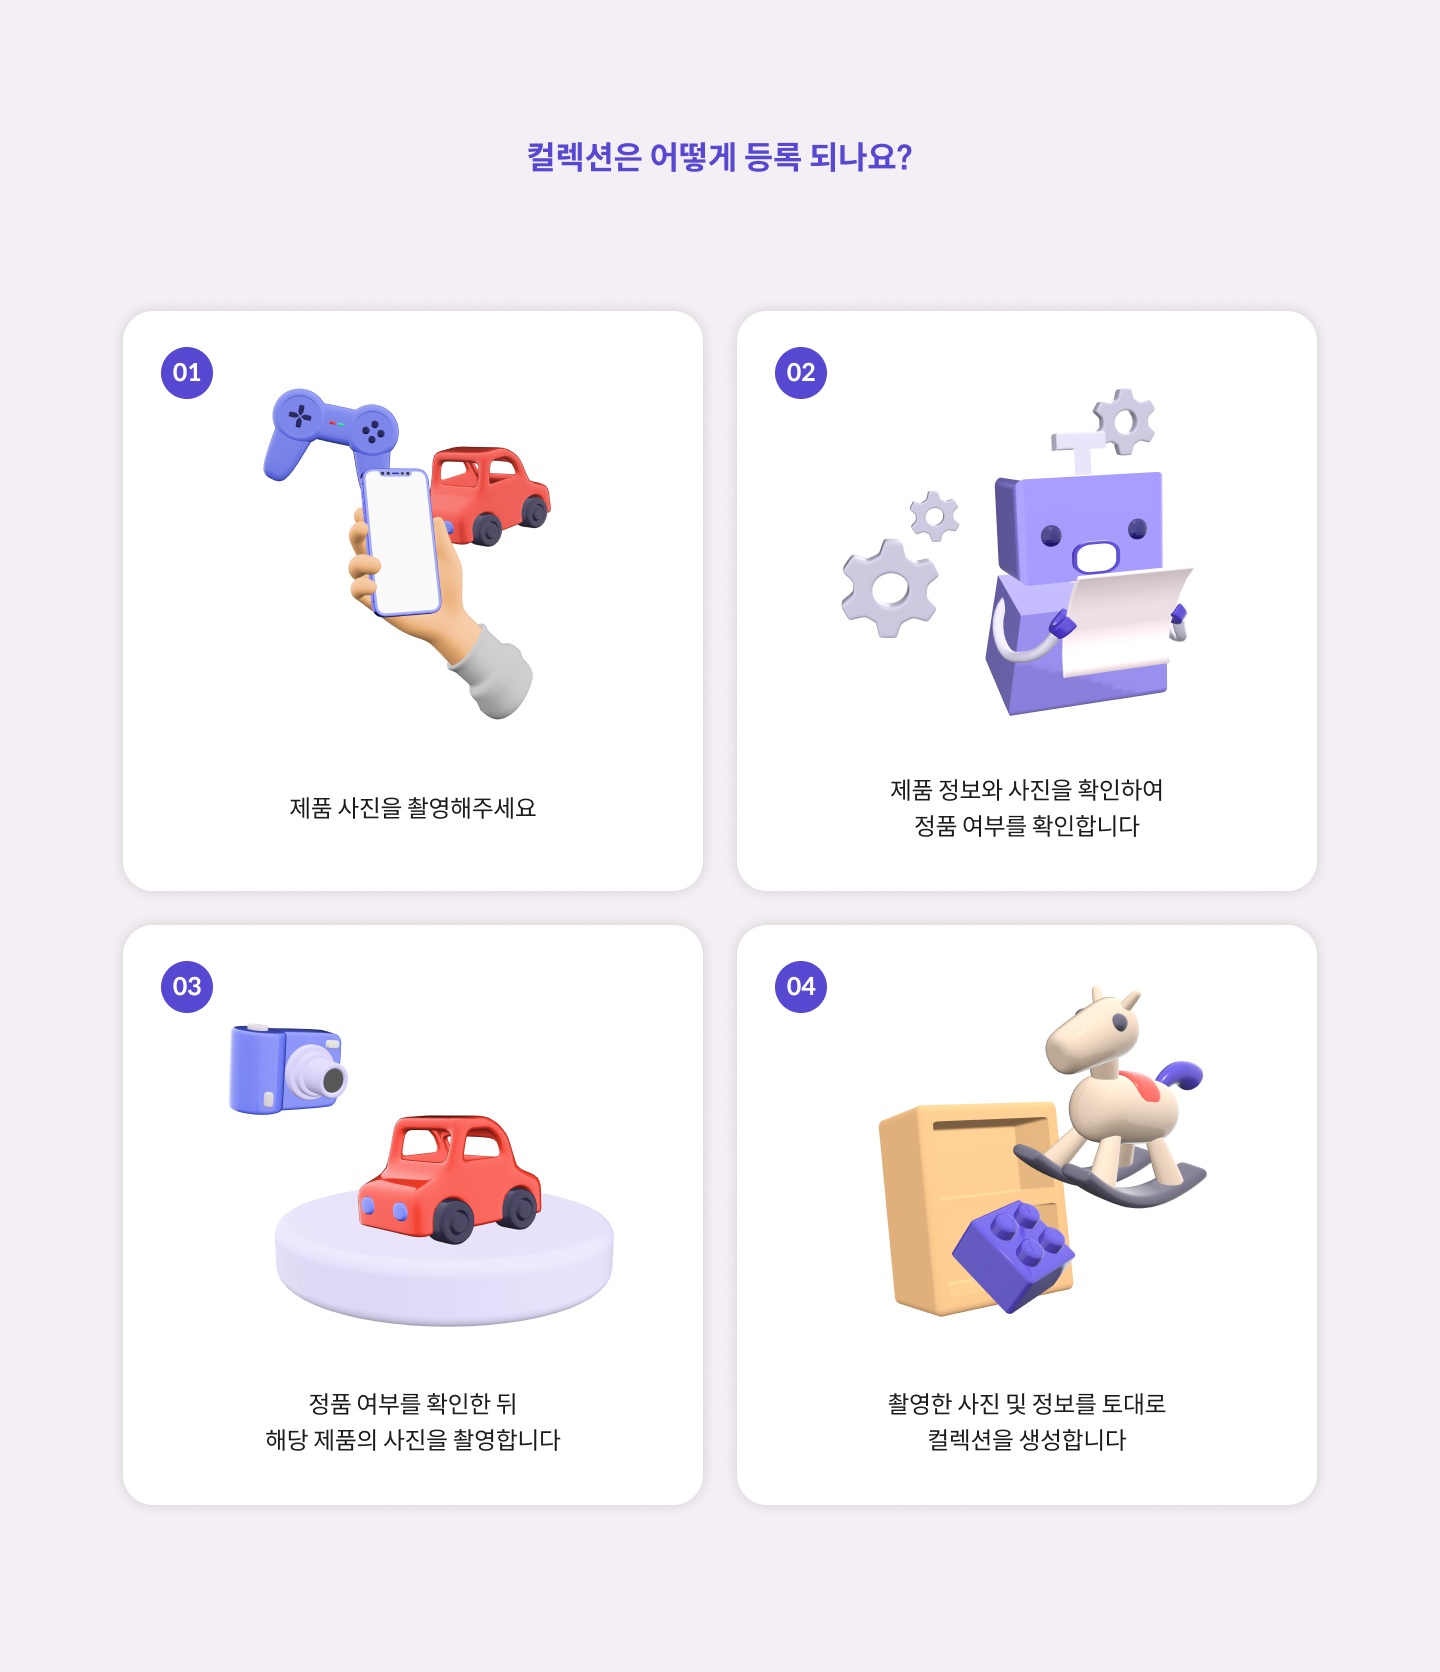 컬렉션은 어떻게 등록 되나요?
01
제품 사진을 촬영해주세요
02
제품 정보와 사진을 확인하여
정품 여부를 확인합니다
03
정품 여부를 확인한 뒤
해당 제품의 사진을 촬영합니다
04
촬영한 사진 및 정보를 토대로
컬렉션을 생성합니다